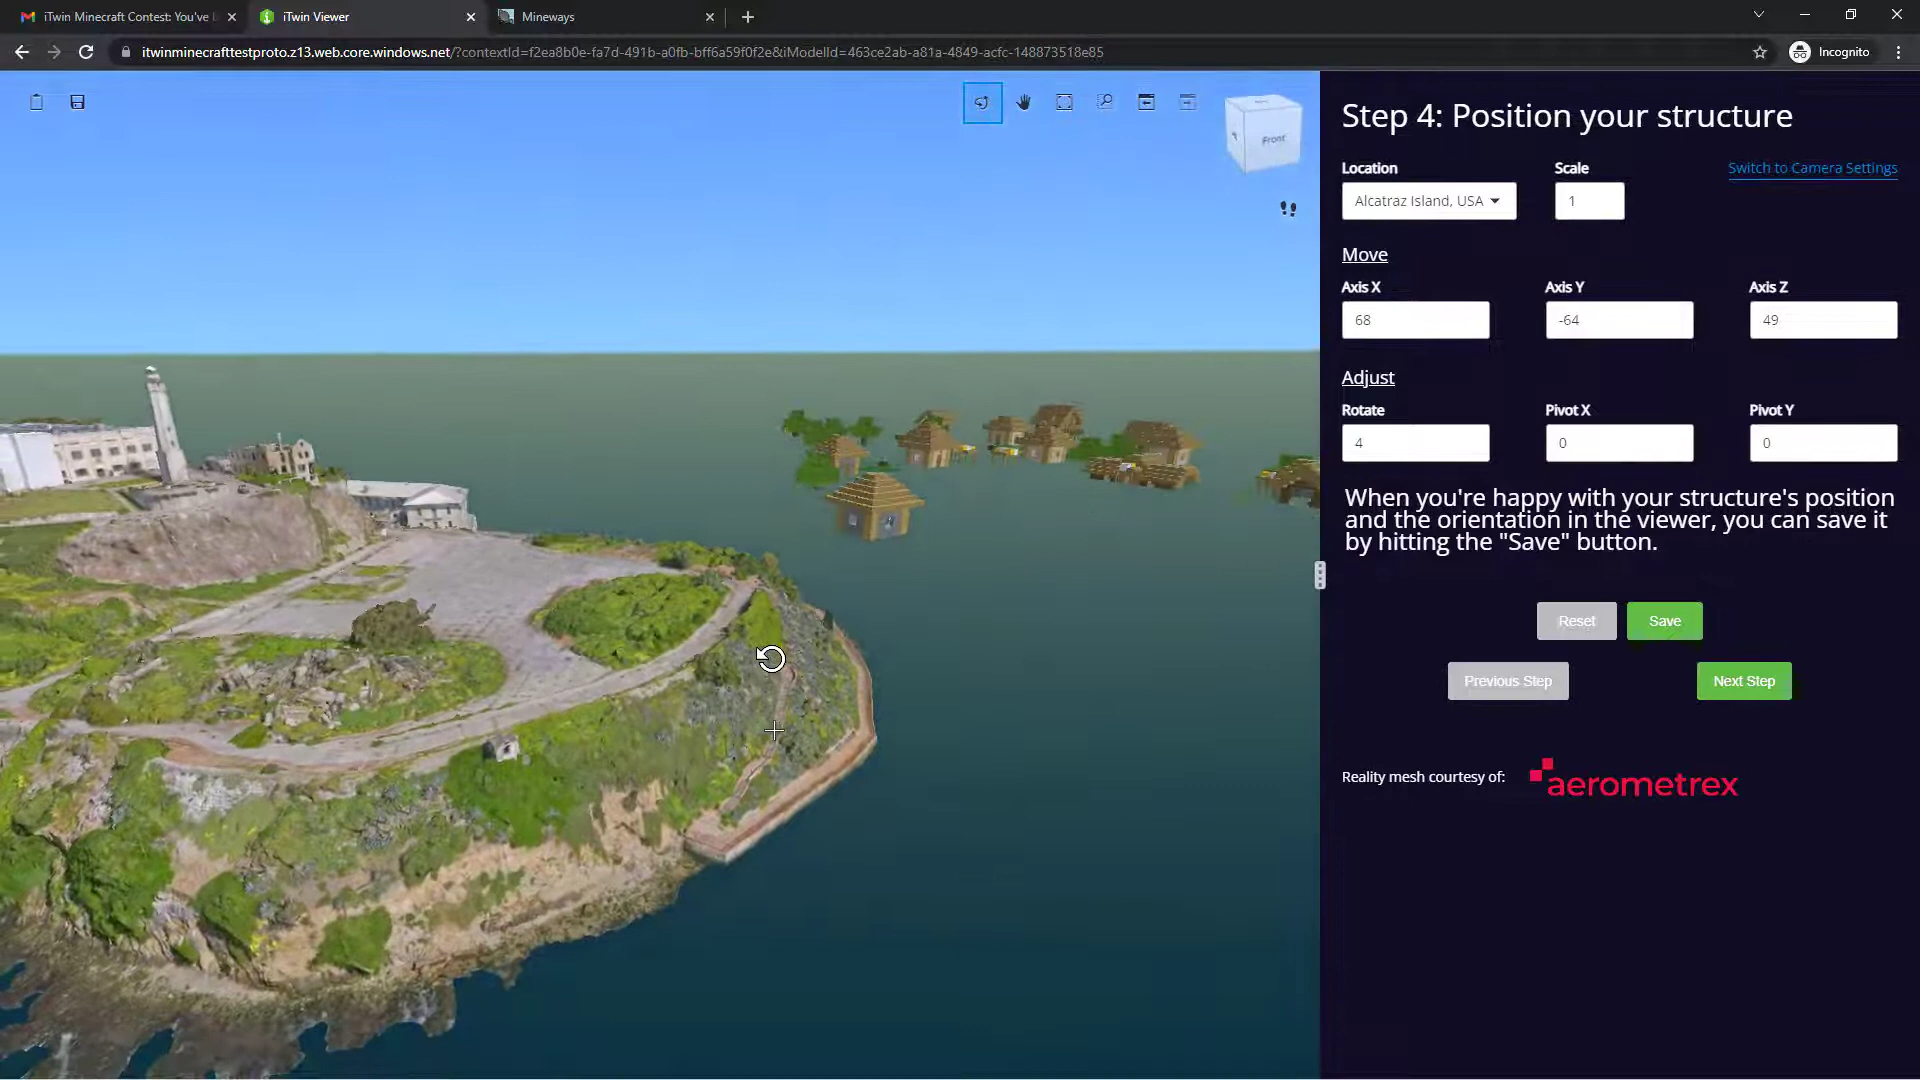 iTwin Minecraft Contest: You've
iTwin Viewer
Mineways
itwinminecrafttestproto.z13.web.core.windows.net/?contextId=f2ea8b0e-fa7d-491b-a0fb-bff6a59f0f2e&iModelId=463ce2ab-a81a-4849-acfc-148873518e85
Incognito
Front
Step 4: Position your structure
Location
Scale
Switch to Camera Settings
Alcatraz Island, USA
1
Move
Axis X
Axis Y
Axis Z
68
-64
49
Adjust
Rotate
Pivot X
Pivot Y
4
0
0
When you're happy with your structure's position
and the orientation in the viewer, you can save it
by hitting the "Save" button.
Reset
Save
Previous Step
Next Step
Reality mesh courtesy of:
aerometrex